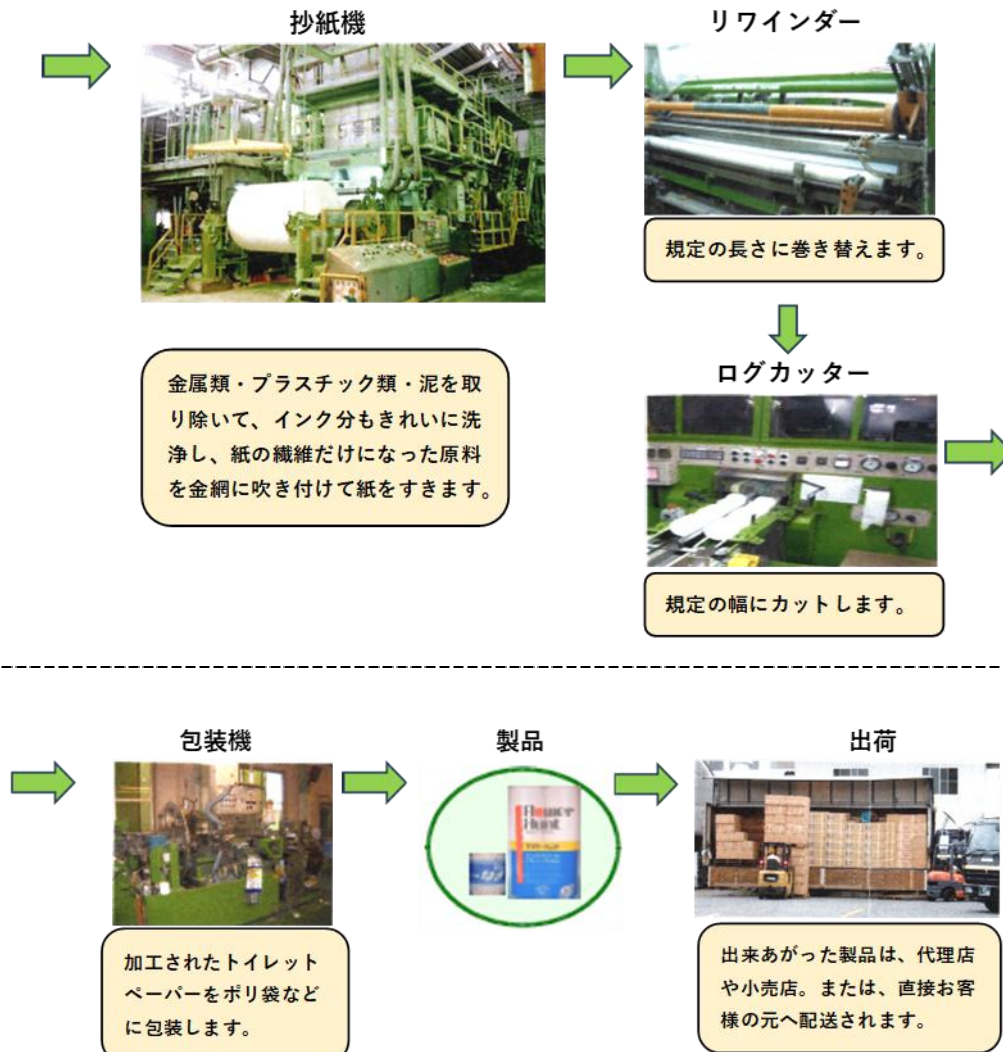 抄紙機
リワインダー
規定の長さに巻き替えます。
金属類・プラスチック類・泥を取
り除いて、インク分もきれいに洗
浄し、紙の繊維だけになった原料
を金網に吹き付けて紙をすきます。
ログカッター
規定の幅にカットします。
包装機
製品
出荷
Flower
Hunt
加工されたトイレット
ペーパーをポリ袋など
に包装します。
出来あがった製品は、代理店
や小売店。または、直接お客
様の元へ配送されます。